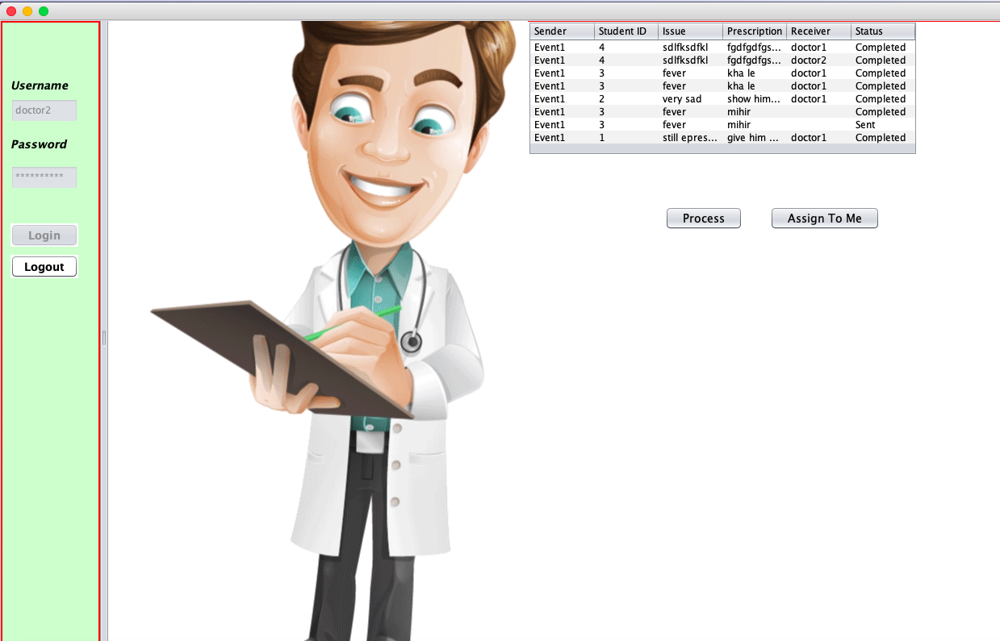 Username
doctor2
Password
**********
Login
Logout
Sender Student ID Issue Prescription Receiver Status
Event1 4 sdlfksdfkl fgdfgdfgs... doctor1 Completed
Event1 4 sdlfksdfkl fgdfgdfgs... doctor2 Completed
Event1 3 fever kha le doctor1 Completed
Event1 3 fever kha le doctor1 Completed
Event1 2 very sad show him... doctor1 Completed
Event1 3 fever mihir Completed
Event1 3 fever mihir Sent
Event1 1 still epres... give him ... doctor1 Completed
Process Assign To Me